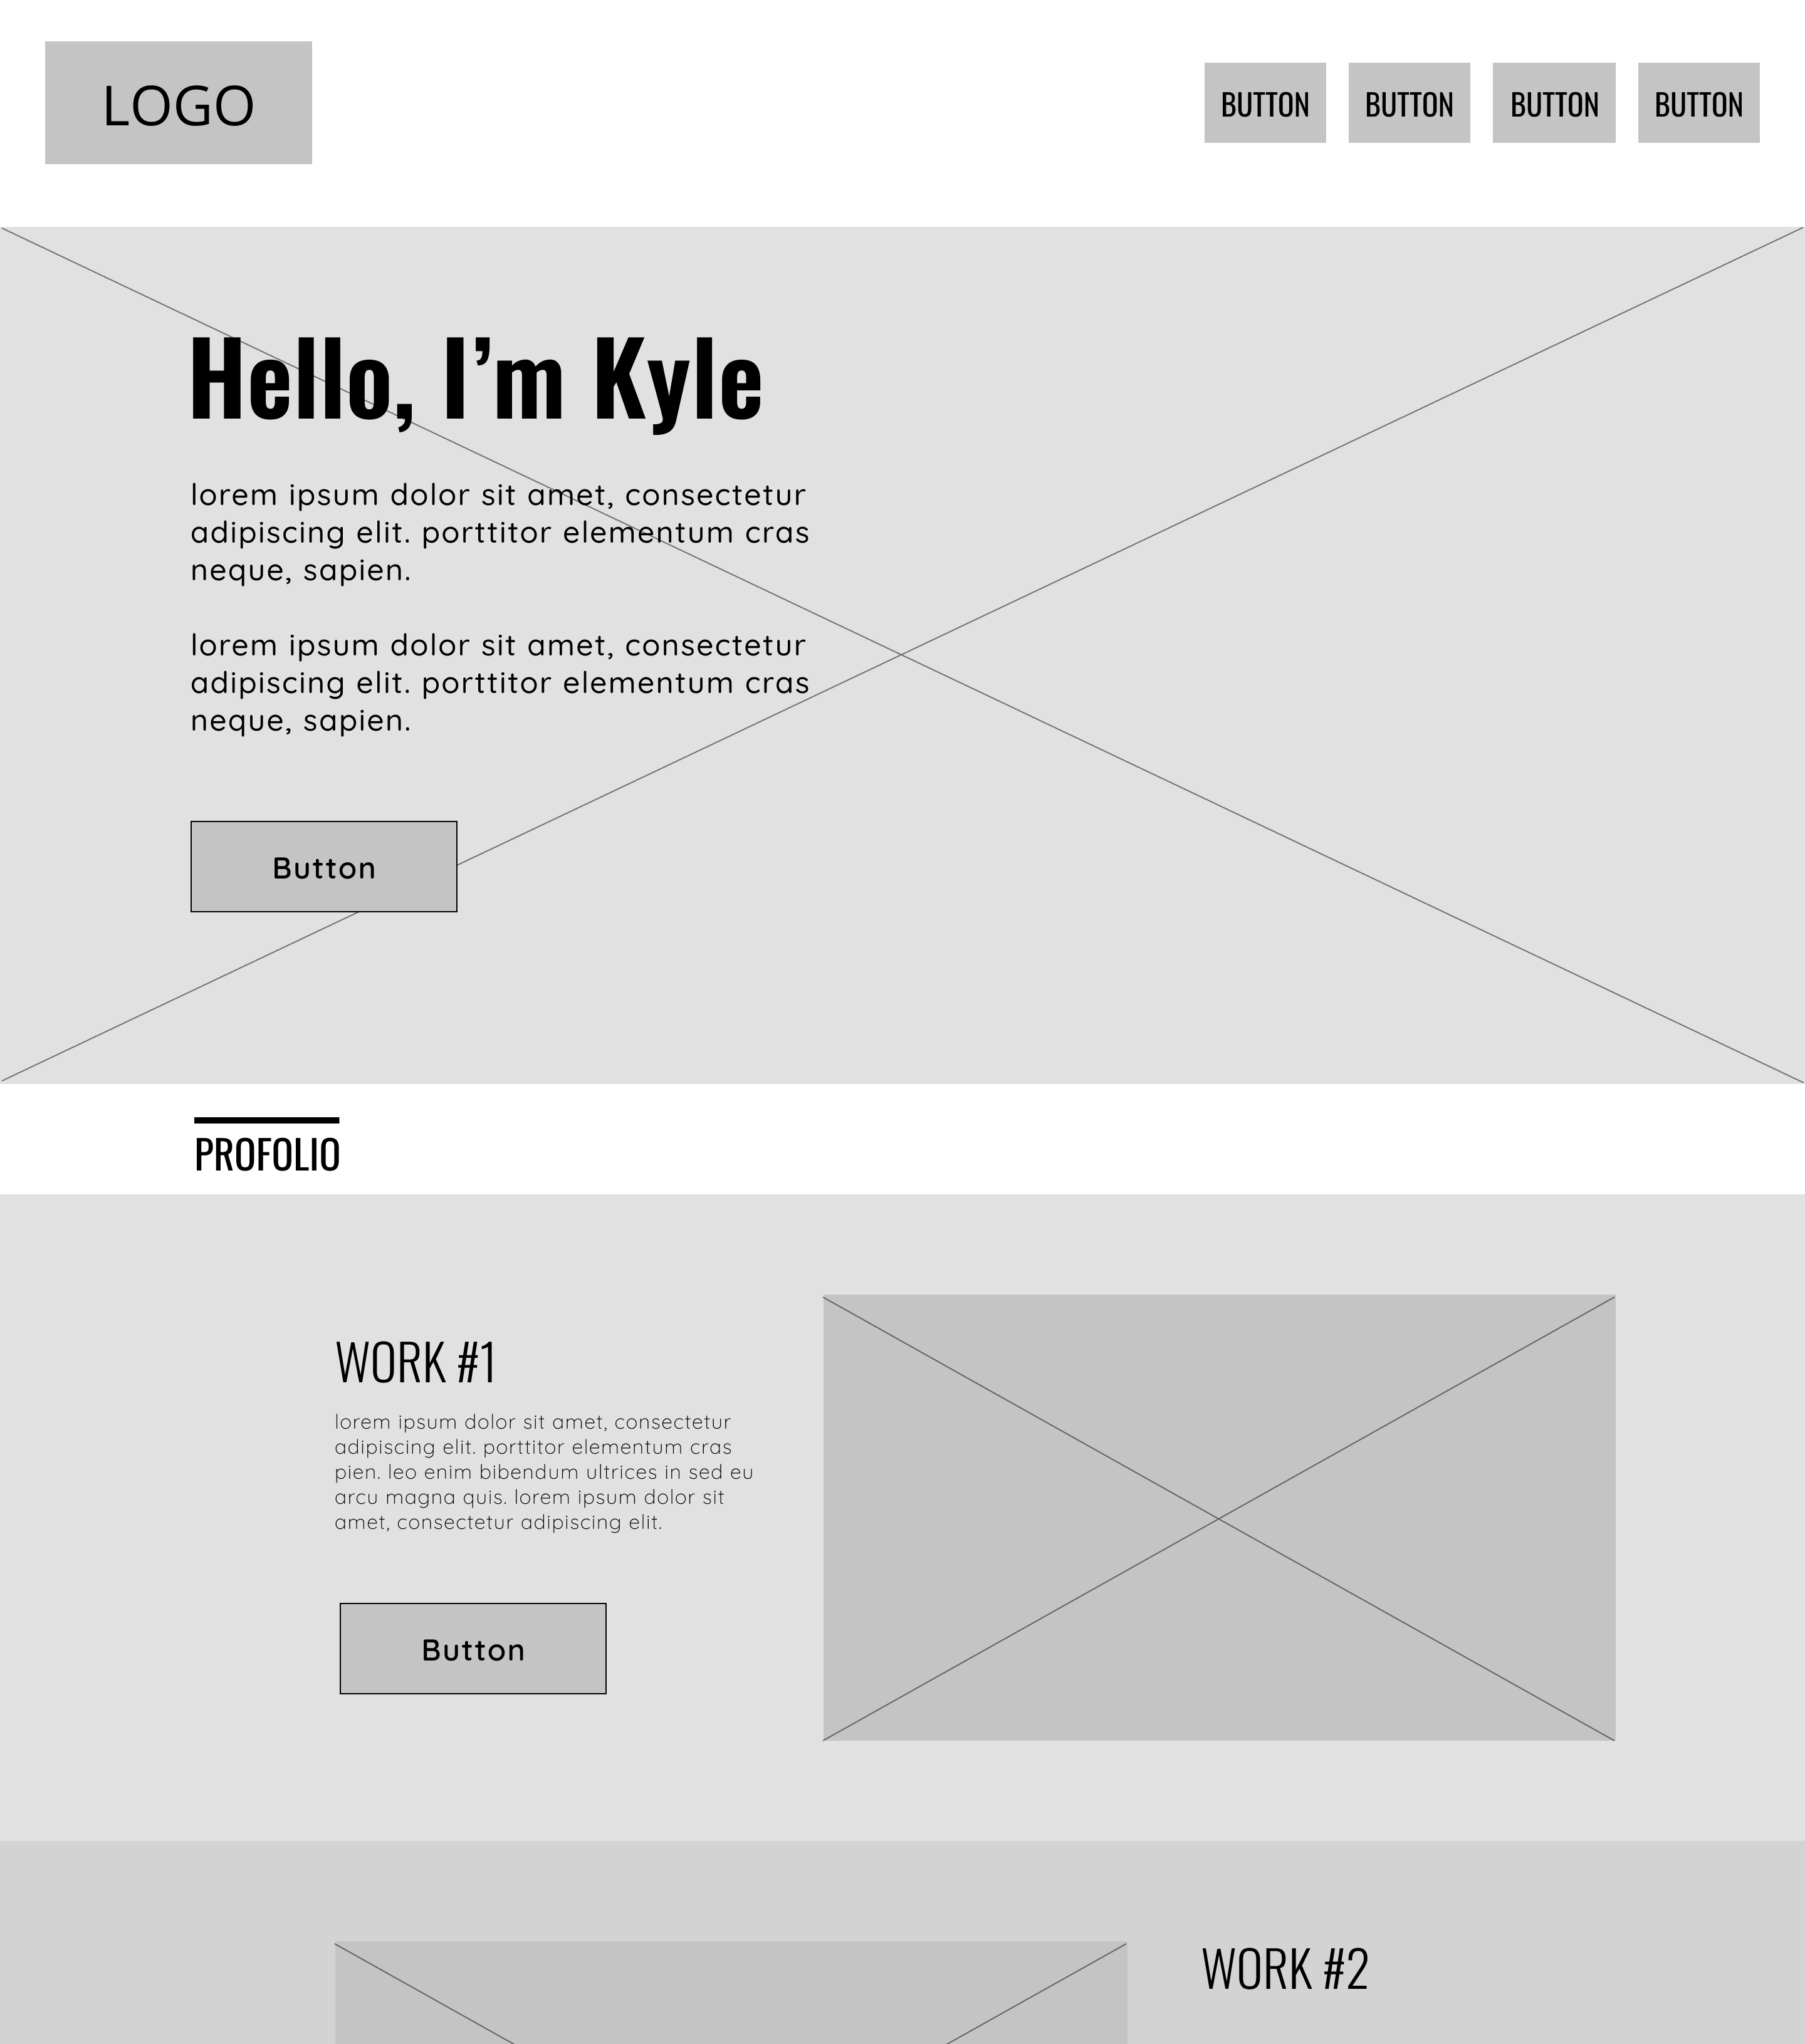 LOGO
BUTTON BUTTON BUTTON BUTTON
Hello, I’m Kyle
lorem ipsum dolor sit amet, consectetur
adipiscing elit. porttitor elementum cras
neque, sapien.
lorem ipsum dolor sit amet, consectetur
adipiscing elit. porttitor elementum cras
neque, sapien.
Button
PROFOLIO
WORK #1
lorem ipsum dolor sit amet, consectetur
adipiscing elit. porttitor elementum cras
pien. leo enim bibendum ultrices in sed eu
arcu magna quis. lorem ipsum dolor sit
amet, consectetur adipiscing elit.
Button
WORK #2